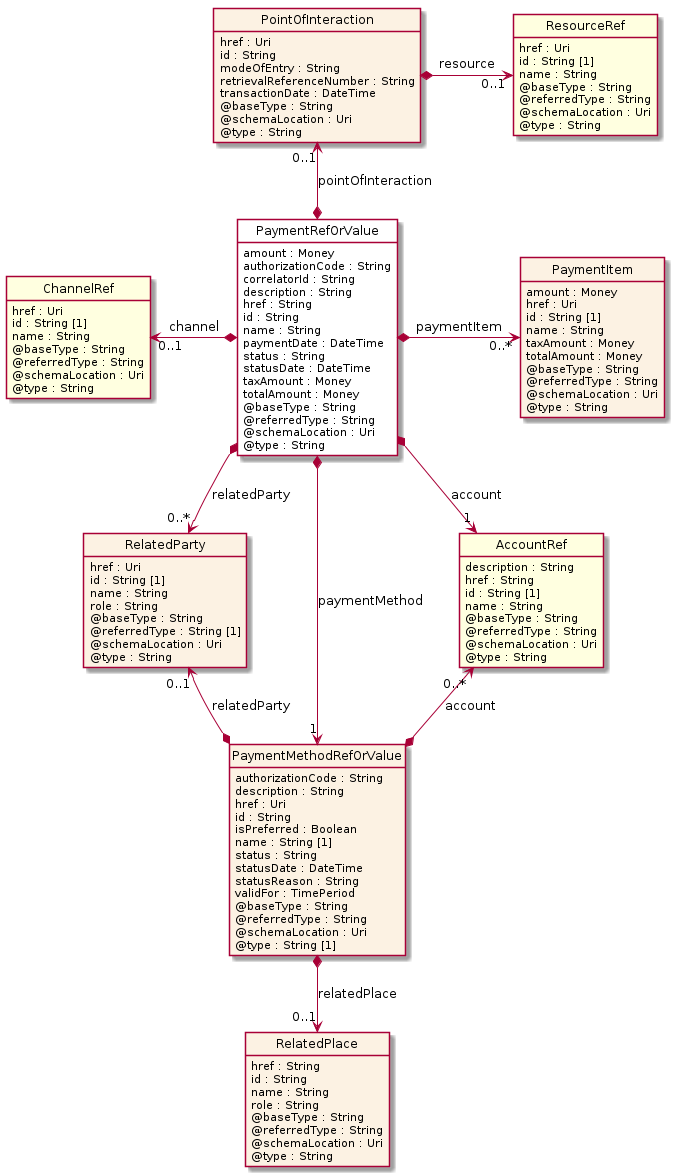 PointOfInteraction
href : Uri
id : String
modeOfEntry : String
retrievalReferenceNumber : String
transactionDate : DateTime
@baseType : String
@schemaLocation : Uri
@type : String
resource
0..1
ResourceRef
href : Uri
id : String [1]
name : String
@baseType : String
@referredType : String
@schemaLocation : Uri
@type : String
0..1
pointOfInteraction
PaymentRefOrValue
amount : Money
authorizationCode : String
correlatorId : String
description : String
href : String
id : String
name : String
paymentDate : DateTime
status : String
statusDate : DateTime
taxAmount : Money
totalAmount : Money
@baseType : String
@referredType : String
@schemaLocation : Uri
@type : String
ChannelRef
href : Uri
id : String [1]
name : String
@baseType : String
@referredType : String
@schemaLocation : Uri
@type : String
channel
0..1
paymentItem
0..*
PaymentItem
amount : Money
href : Uri
id : String [1]
name : String
taxAmount : Money
totalAmount : Money
@baseType : String
@referredType : String
@schemaLocation : Uri
@type : String
relatedParty
0..*
account
1
RelatedParty
href : Uri
id : String [1]
name : String
role : String
@baseType : String
@referredType : String [1]
@schemaLocation : Uri
@type : String
paymentMethod
1
AccountRef
description : String
href : String
id : String [1]
name : String
@baseType : String
@referredType : String
@schemaLocation : Uri
@type : String
0..1
relatedParty
0..*
account
PaymentMethodRefOrValue
authorizationCode : String
description : String
href : Uri
id : String
isPreferred : Boolean
name : String [1]
status : String
statusDate : DateTime
statusReason : String
validFor : TimePeriod
@baseType : String
@referredType : String
@schemaLocation : Uri
@type : String [1]
relatedPlace
0..1
RelatedPlace
href : String
id : String
name : String
role : String
@baseType : String
@referredType : String
@schemaLocation : Uri
@type : String